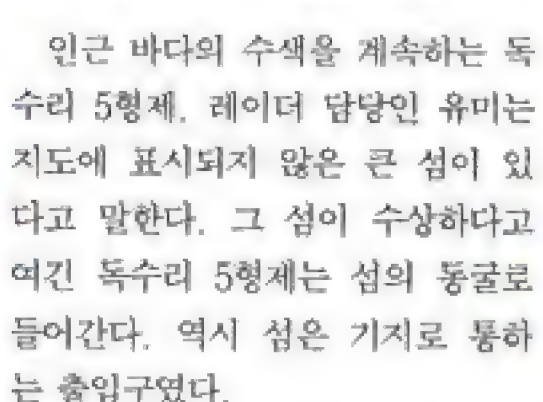 인근 바다의 수색을 계속하는 독
수리 5형제. 레이더 담당인 유미는
지도에 표시되지 않은 큰 섬이 있
다고 말한다. 그 섬이 수상하다고
여긴 독수리 5형제는 섬의 동굴로
들어간다. 역시 섬은 기지로 통하
는 출입구였다.